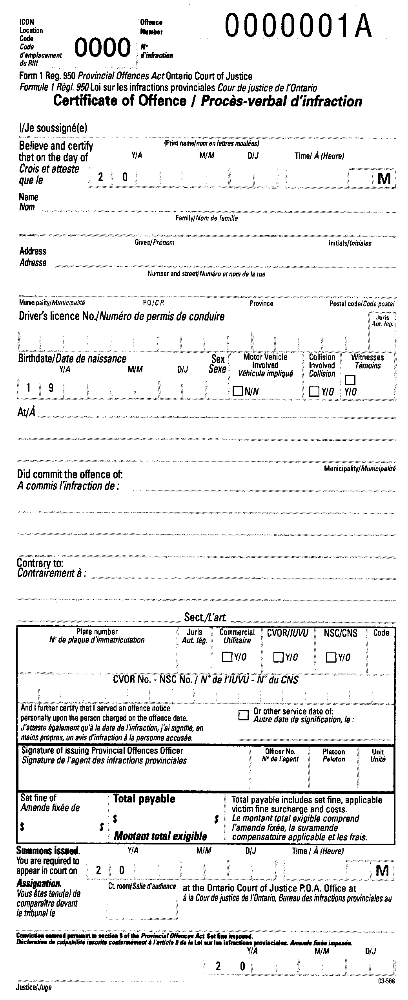 ICON
Location
Code
Code
d'emplacement
du RIII
0000
Offence
Number
N°
d'infraction
0000001A
Form 1 Reg. 950 Provincial Offences Act Ontario Court of Justice
Formule 1 Règl. 950 Loi sur les infractions provinciales Cour de justice de l'Ontario
Certificate of Offence / Procès-verbal d'infraction
I/Je soussigné(e)
(Print name/nom en lettres moulées)
Believe and certify
that on the day of
Crois et atteste
que le
Y/A M/M D/J Time/ À (Heure)
2 0 M
Name
Nom
Family/Nom de famille
Given/Prénom Initials/Initiales
Address
Adresse
Number and street/Numéro et nom de la rue
Municipality/Municipalité P.O./C.P. Province Postal code/Code postal
Driver's licence No./Numéro de permis de conduire
Juris
Aut. leg.
Birthdate/Date de naissance
Y/A M/M D/J
1 9
Sex
Sexe
Motor Vehicle
Involved
Véhicule impliqué
N/N
Collision
Involved
Collision
Y/O
Witnesses
Témoins
Y/O
At/À
Municipality/Municipalité
Did commit the offence of:
A commis l'infraction de :
Contrary to:
Contrairement à :
Sect./L'art.
Plate number
N° de plaque d'immatriculation
Juris
Aut. lég.
Commercial
Utilitaire
Y/O
CVOR/IUVU
Y/O
NSC/CNS
Y/O
Code
CVOR No. - NSC No. / N° de l'IUVU - N° du CNS
And I further certify that I served an offence notice
personally upon the person charged on the offence date.
J'atteste également qu'à la date de l'infraction, j'ai signifié, en
mains propres, un avis d'infraction à la personne accusée.
Or other service date of:
Autre date de signification, le :
Signature of issuing Provincial Offences Officer
Signature de l'agent des infractions provinciales
Officer No.
N° de l'agent
Platoon
Peloton
Unit
Unité
Set fine of
Amende fixée de
$ $
Total payable
$ $
Montant total exigible
Total payable includes set fine, applicable
victim fine surcharge and costs.
Le montant total exigible comprend
l'amende fixée, la suramende
compensatoire applicable et les frais.
Summons issued.
You are required to
appear in court on
Assignation.
Vous êtes tenu(e) de
comparaître devant
le tribunal le
Y/A M/M D/J Time / À (Heure)
2 0 M
Ct. room/Salle d'audience
at the Ontario Court of Justice P.O.A. Office at
à la Cour de justice de l'Ontario, Bureau des infractions provinciales au
Conviction entered pursuant to section 9 of the Provincial Offences Act. Set fine imposed.
Déclaration de culpabilité inscrite conformément à l'article 9 de la Loi sur les infractions provinciales. Amende fixée imposée.
Y/A M/M D/J
2 0
03-588
Justice/Juge